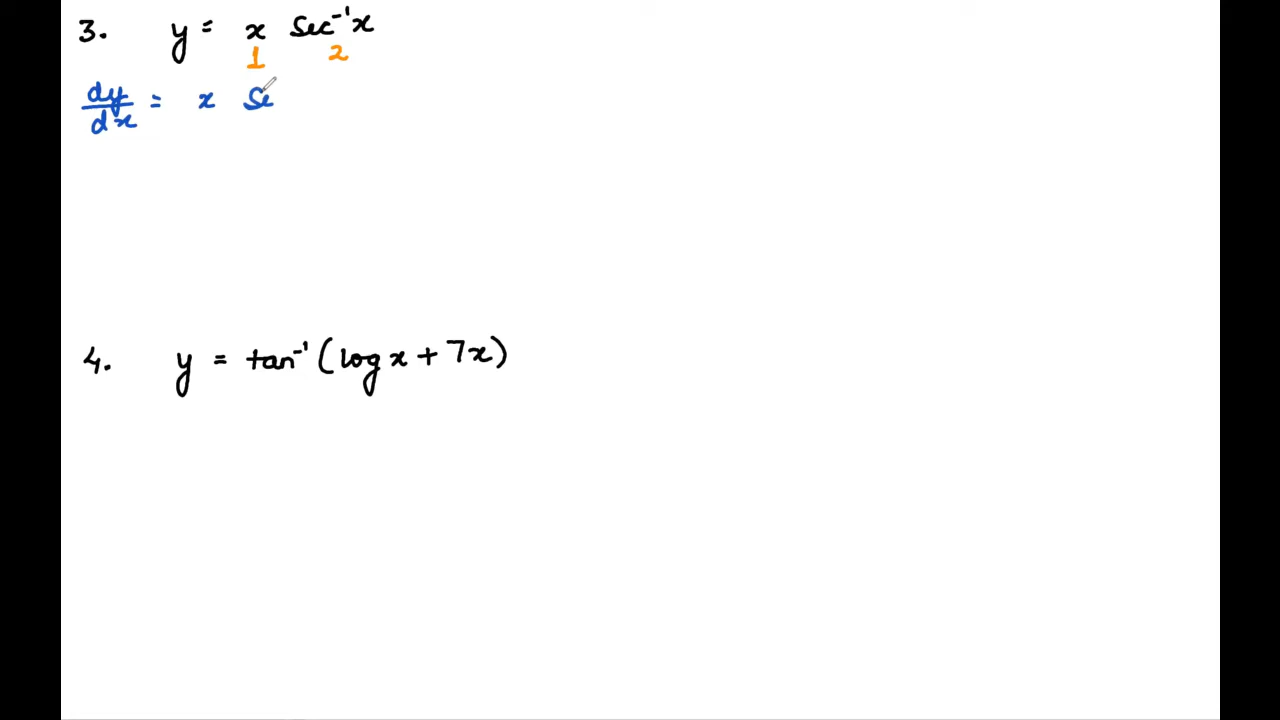 3. y = x sec⁻¹x
1 2
dy/dx = x se
4. y = tan⁻¹(log x + 7x)